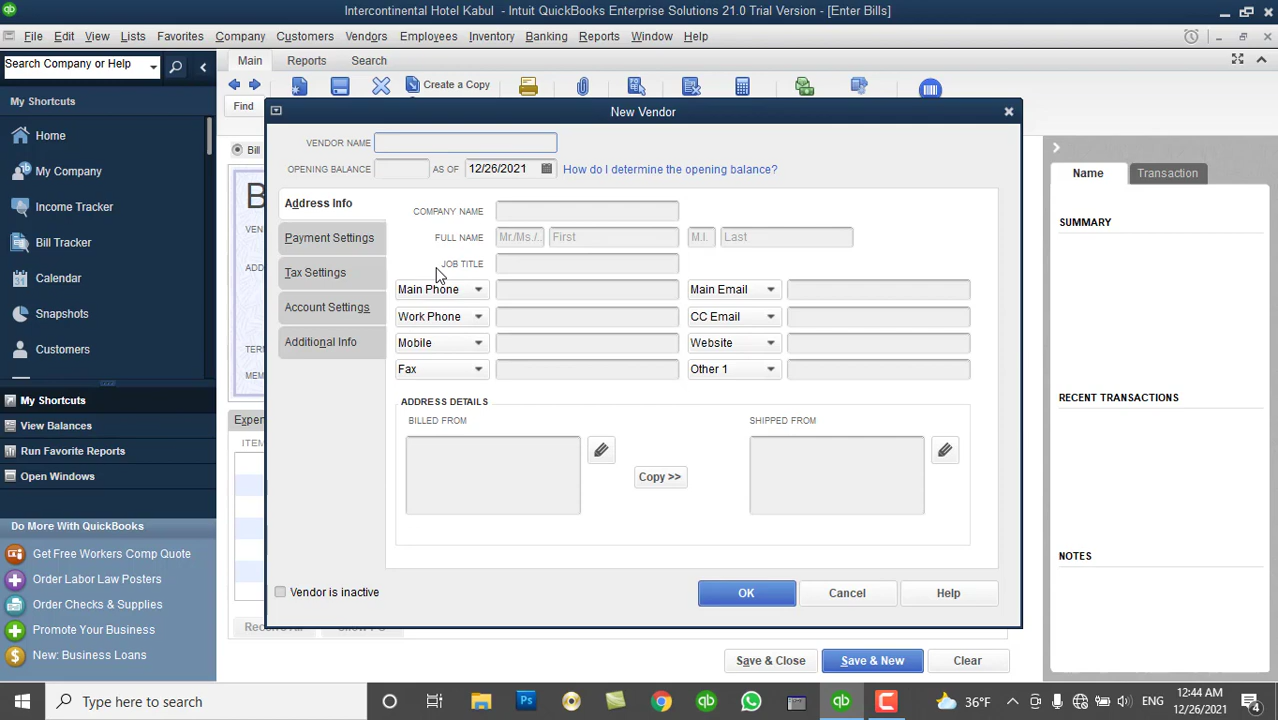 Intercontinental Hotel Kabul - Intuit QuickBooks Enterprise Solutions 21.0 Trial Version - [Enter Bills]
File Edit View Lists Favorites Company Customers Vendors Employees Inventory Banking Reports Window Help
Search Company or Help
Main Reports Search
Create a Copy
Find
My Shortcuts
Home
My Company
Income Tracker
Bill Tracker
Calendar
Snapshots
Customers
My Shortcuts
View Balances
Run Favorite Reports
Open Windows
Do More With QuickBooks
Get Free Workers Comp Quote
Order Labor Law Posters
Order Checks & Supplies
Promote Your Business
New: Business Loans
Bill
B
VEN
ADD
TERM
MEM
Expen
ITEM
New Vendor
VENDOR NAME
OPENING BALANCE AS OF 12/26/2021 How do I determine the opening balance?
Address Info
Payment Settings
Tax Settings
Account Settings
Additional Info
COMPANY NAME
FULL NAME Mr./Ms./.. First M.I. Last
JOB TITLE
Main Phone Main Email
Work Phone CC Email
Mobile Website
Fax Other 1
ADDRESS DETAILS
BILLED FROM SHIPPED FROM
Copy >>
Vendor is inactive
OK Cancel Help
Save & Close Save & New Clear
Name Transaction
SUMMARY
RECENT TRANSACTIONS
NOTES
Type here to search
36°F ENG 12:44 AM
12/26/2021 4